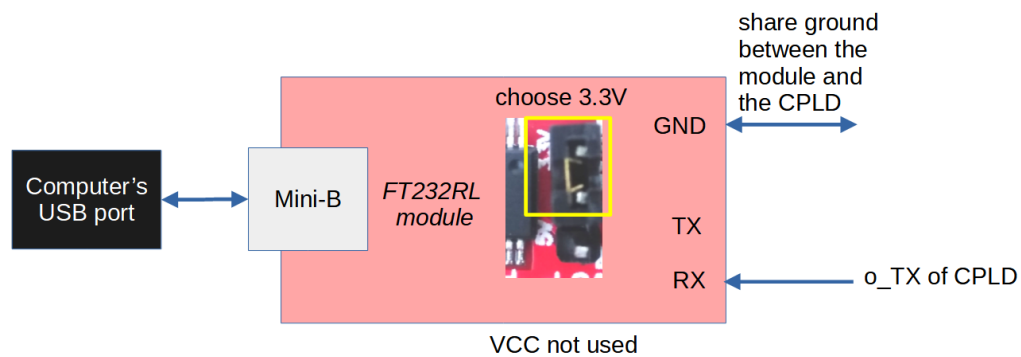 share ground
between the
module and
the CPLD
choose 3.3V
GND
Computer's
USB port
Mini-B
FT232RL
module
TX
RX
o_TX of CPLD
VCC not used